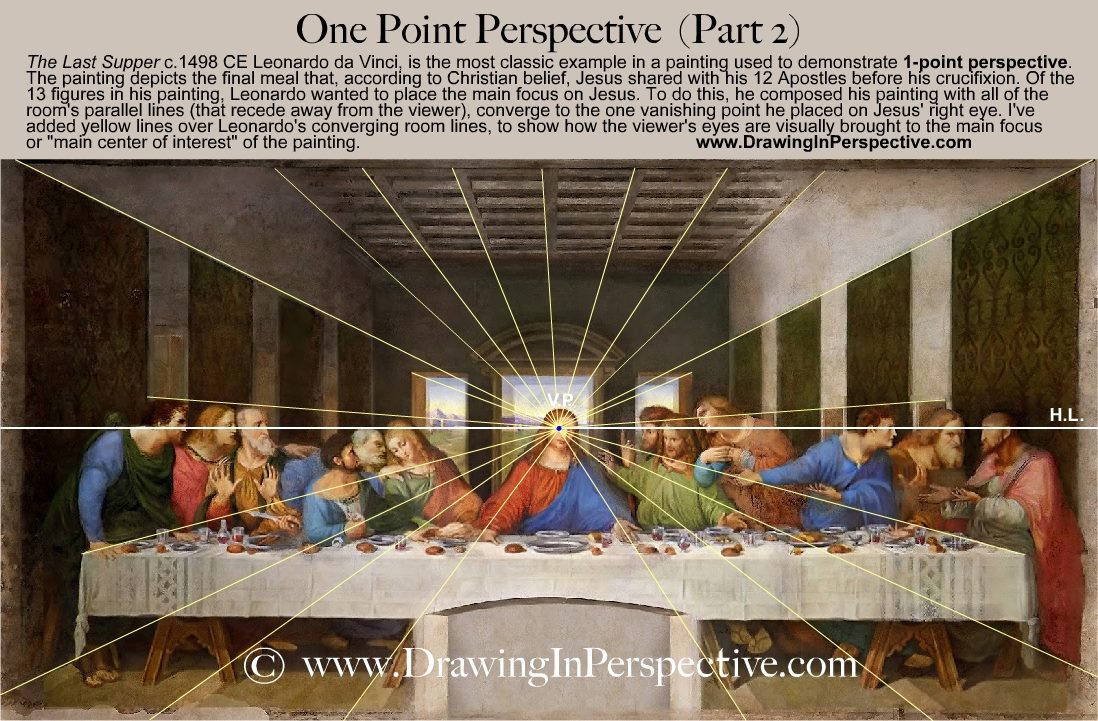 One Point Perspective (Part 2)
The Last Supper c.1498 CE Leonardo da Vinci, is the most classic example in a painting used to demonstrate 1-point perspective.
The painting depicts the final meal that, according to Christian belief, Jesus shared with his 12 Apostles before his crucifixion. Of the
13 figures in his painting, Leonardo wanted to place the main focus on Jesus. To do this, he composed his painting with all of the
room's parallel lines (that recede away from the viewer), converge to the one vanishing point he placed on Jesus' right eye. I've
added yellow lines over Leonardo's converging room lines, to show how the viewer's eyes are visually brought to the main focus
or "main center of interest" of the painting. www.DrawingInPerspective.com
V.P.
H.L.
© www.DrawingInPerspective.com